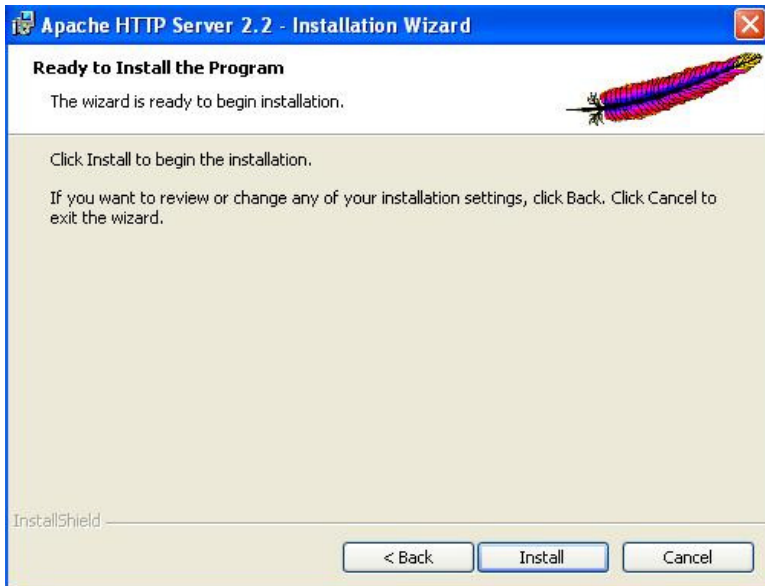 Apache HTTP Server 2.2 - Installation Wizard
Ready to Install the Program
The wizard is ready to begin installation.
Click Install to begin the installation.
If you want to review or change any of your installation settings, click Back. Click Cancel to
exit the wizard.
InstallShield
< Back Install Cancel